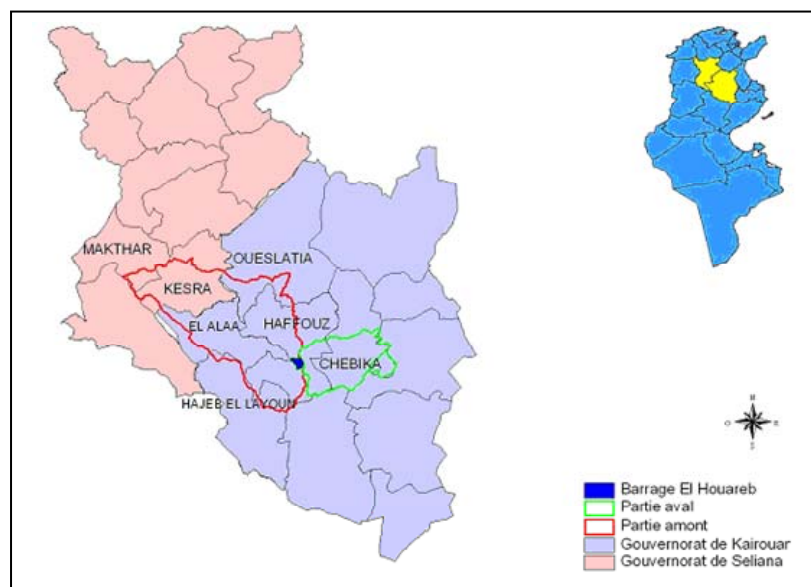 MAKTHAR
OUESLATIA
KESRA
EL ALAA
HAFFOUZ
CHEBIKA
HAJEB EL LAYOUN
N
O
E
S
Barrage El Houareb
Partie aval
Partie amont
Gouvernorat de Kairouar
Gouvernorat de Seliana